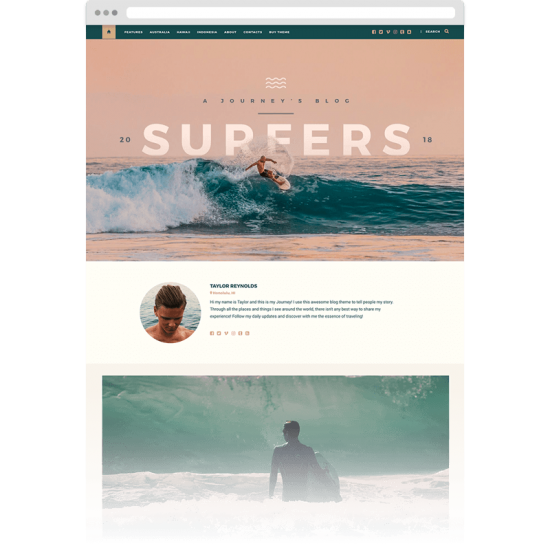 FEATURES AUSTRALIA HAWAII INDONESIA ABOUT CONTACTS BUY THEME SEARCH
A JOURNEY'S BLOG
20 SURFERS 18
TAYLOR REYNOLDS
Hi my name is Taylor and this is my Journey! I use this awesome blog theme to tell people my story.
Through all the places and things I see around the world, there isn't any best way to share my
experience! Follow my daily updates and discover with me the essence of traveling!